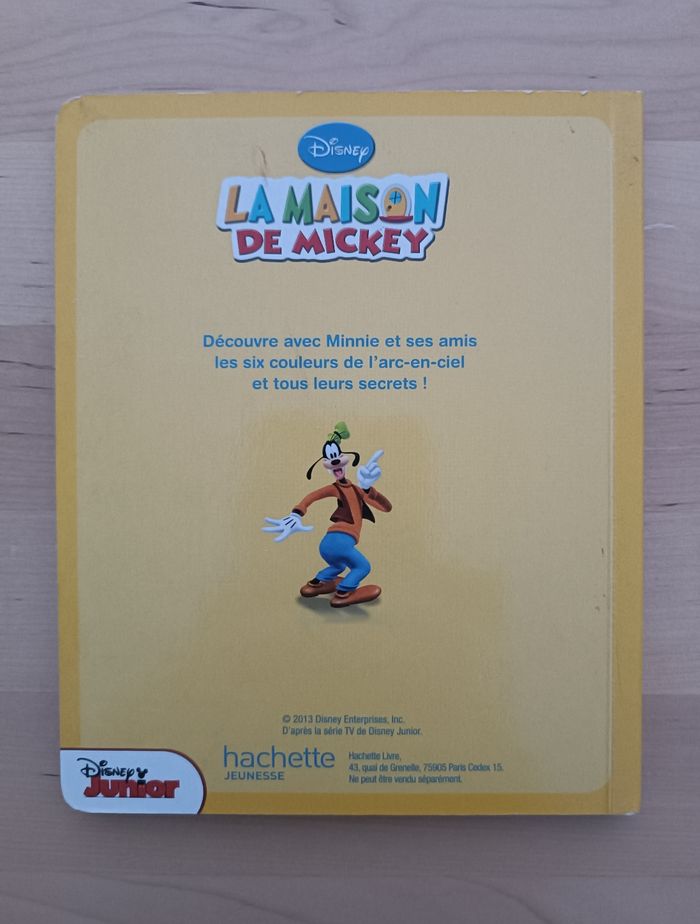 Disney
LA MAISON
DE MICKEY
Découvre avec Minnie et ses amis
les six couleurs de l'arc-en-ciel
et tous leurs secrets !
© 2013 Disney Enterprises, Inc.
D'après la série TV de Disney Junior.
hachette
JEUNESSE
Hachette Livre,
43, quai de Grenelle, 75905 Paris Cedex 15.
Ne peut être vendu séparément.
Disney
Junior